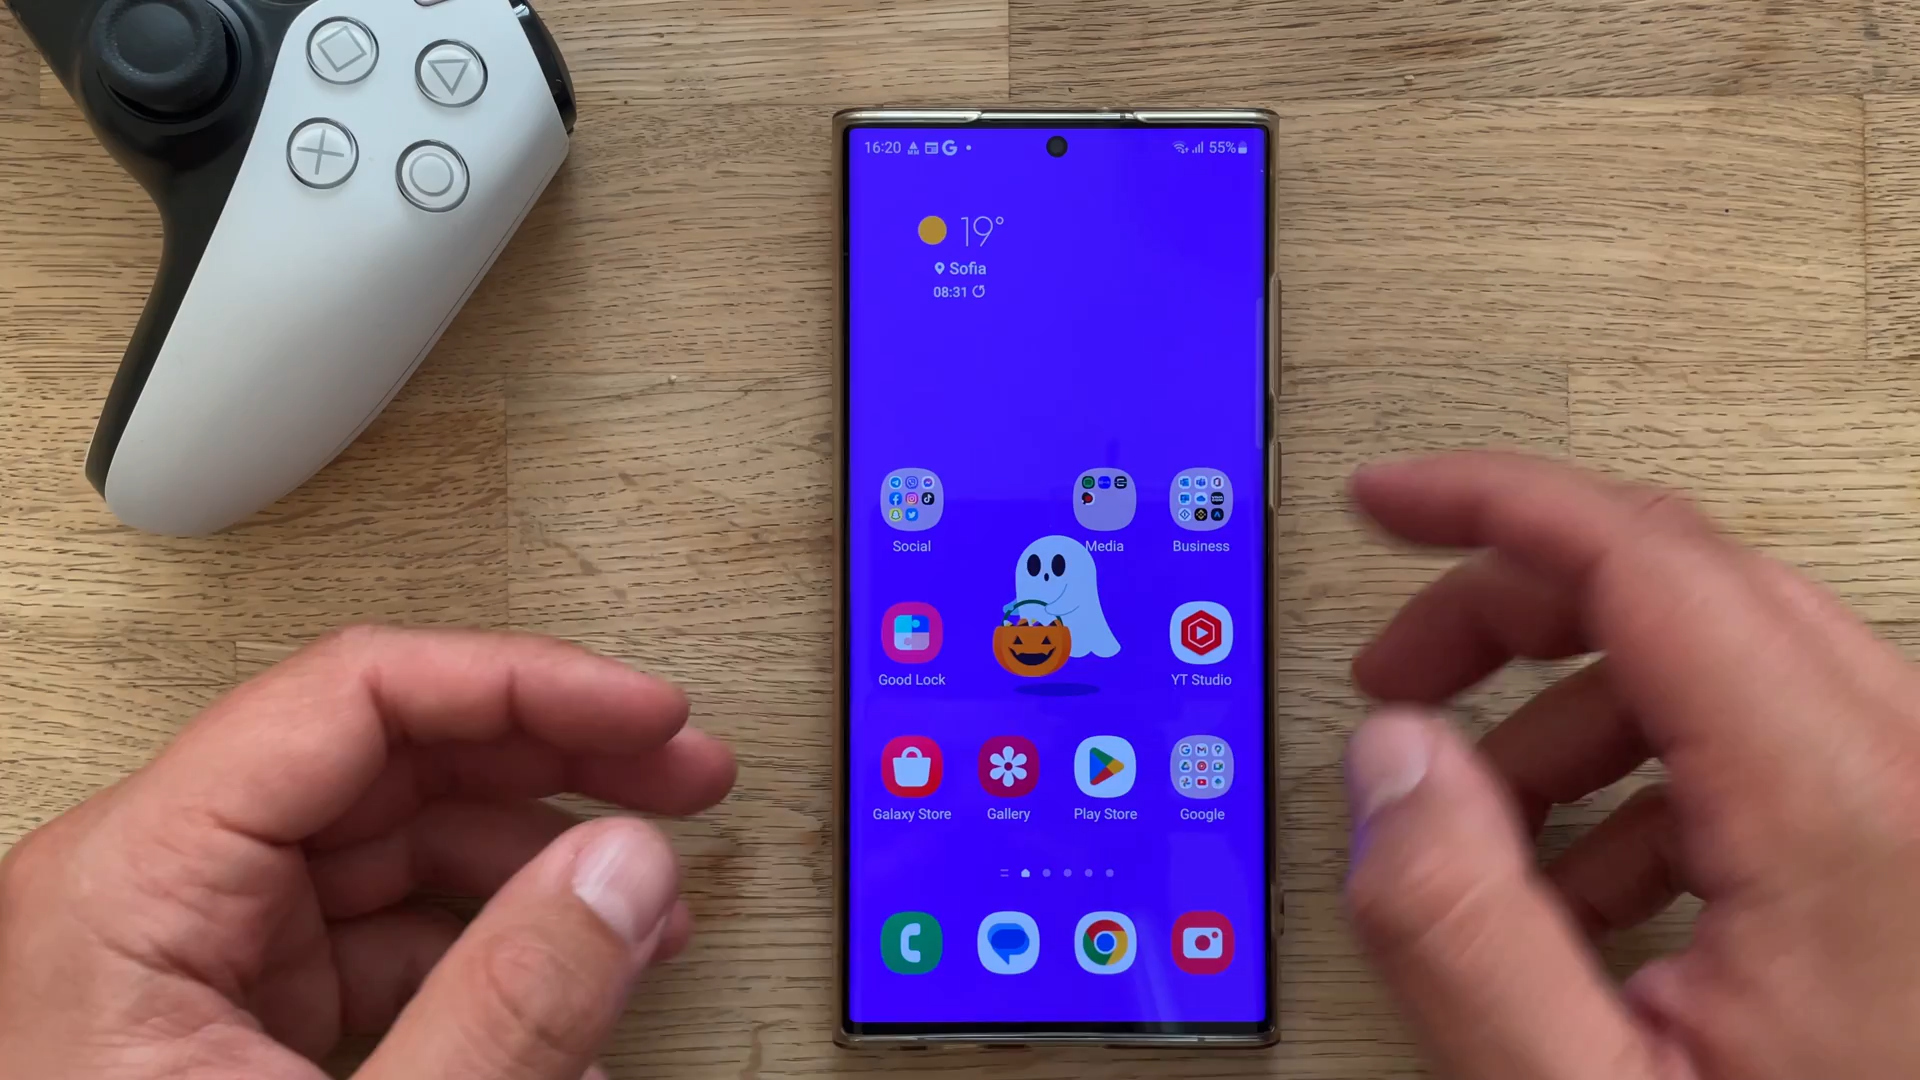 16:20
55%
19°
Sofia
08:31
Social
Media
Business
Good Lock
YT Studio
Galaxy Store
Gallery
Play Store
Google